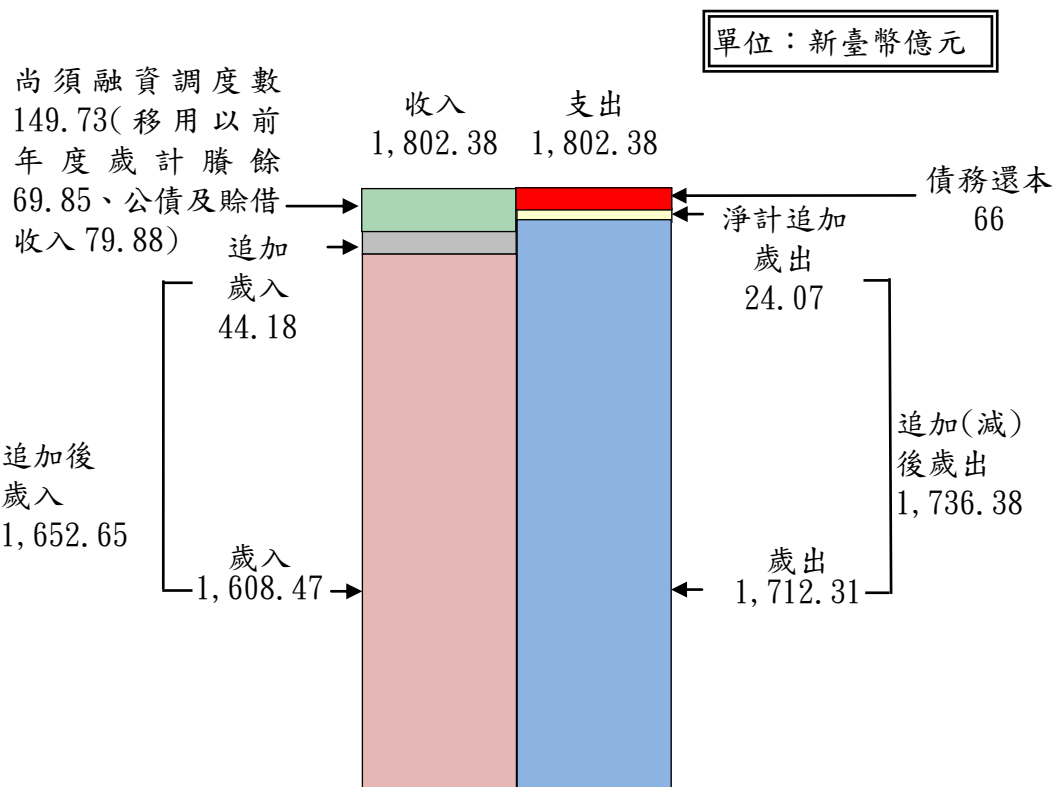 單位：新臺幣億元
尚須融資調度數
149.73(移用以前
年度歲計賸餘
69.85、公債及賒借
收入 79.88)
收入
1,802.38
支出
1,802.38
債務還本
66
追加
歲入
44.18
淨計追加
歲出
24.07
追加後
歲入
1,652.65
追加(減)
後歲出
1,736.38
歲入
1,608.47
歲出
1,712.31